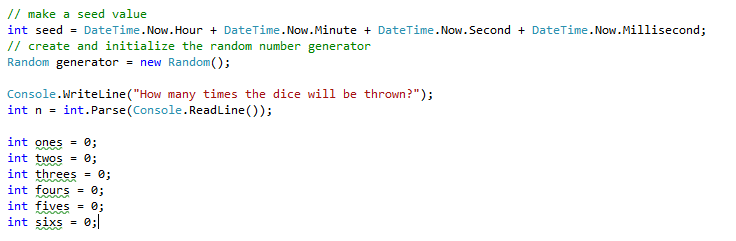 // make a seed value
int seed = DateTime.Now.Hour + DateTime.Now.Minute + DateTime.Now.Second + DateTime.Now.Millisecond;
// create and initialize the random number generator
Random generator = new Random();
Console.WriteLine("How many times the dice will be thrown?");
int n = int.Parse(Console.ReadLine());
int ones = 0;
int twos = 0;
int threes = 0;
int fours = 0;
int fives = 0;
int sixs = 0;